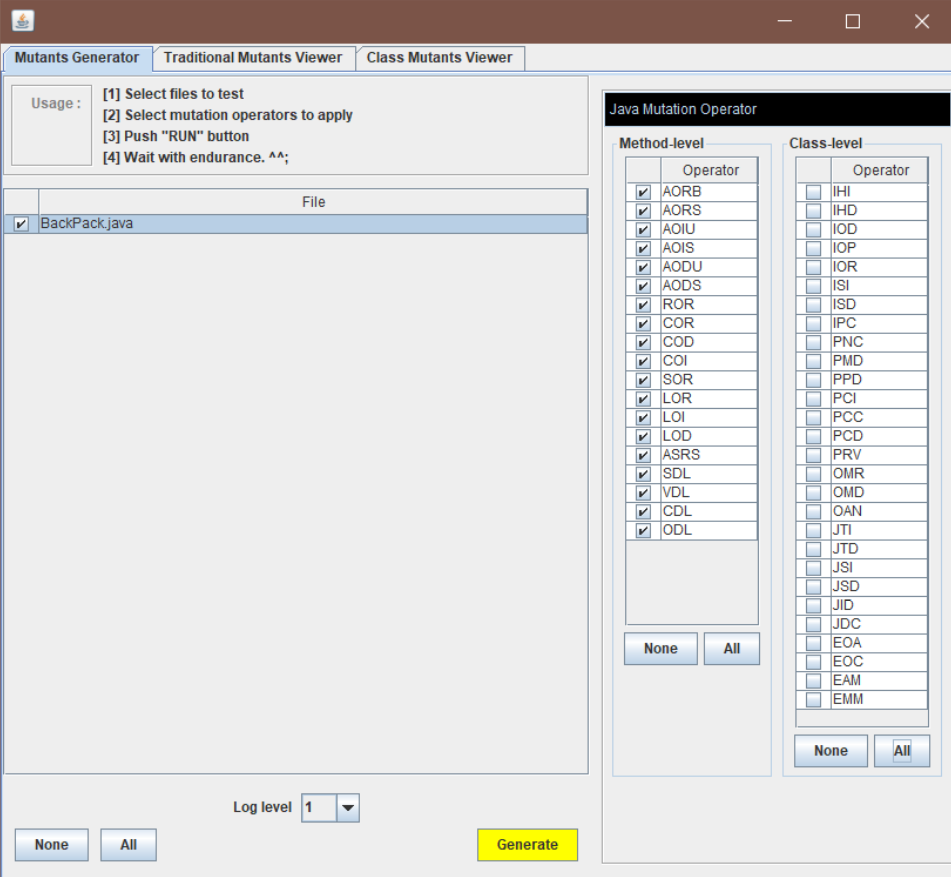 Mutants Generator Traditional Mutants Viewer Class Mutants Viewer
Usage :
[1] Select files to test
[2] Select mutation operators to apply
[3] Push "RUN" button
[4] Wait with endurance. ^^;
File
BackPack.java
Log level 1
None All Generate
Java Mutation Operator
Method-level
Operator
AORB
AORS
AOIU
AOIS
AODU
AODS
ROR
COR
COD
COI
SOR
LOR
LOI
LOD
ASRS
SDL
VDL
CDL
ODL
None All
Class-level
Operator
IHI
IHD
IOD
IOP
IOR
ISI
ISD
IPC
PNC
PMD
PPD
PCI
PCC
PCD
PRV
OMR
OMD
OAN
JTI
JTD
JSI
JSD
JID
JDC
EOA
EOC
EAM
EMM
None All